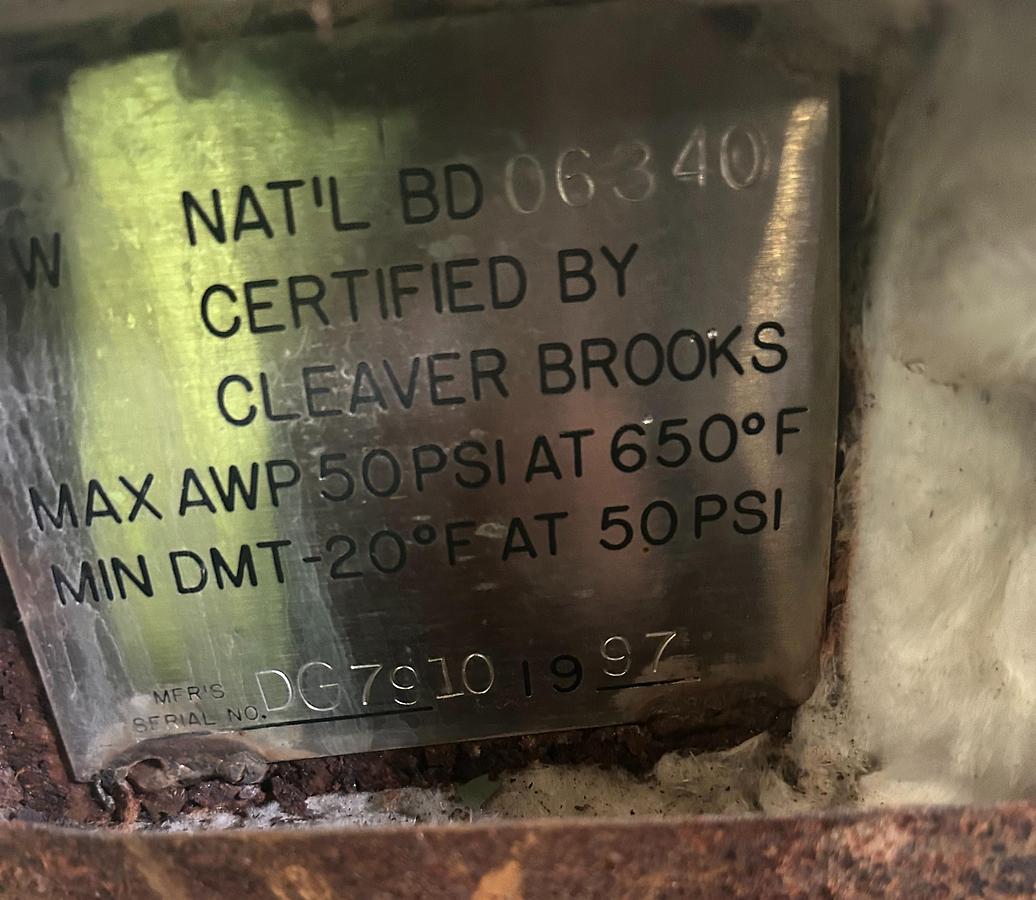 NAT'L BD 06340
W
CERTIFIED BY
CLEAVER BROOKS
MAX AWP 50 PSI AT 650°F
MIN DMT-20°F AT 50 PSI
MFR'S
SERIAL NO. DG7910 1997